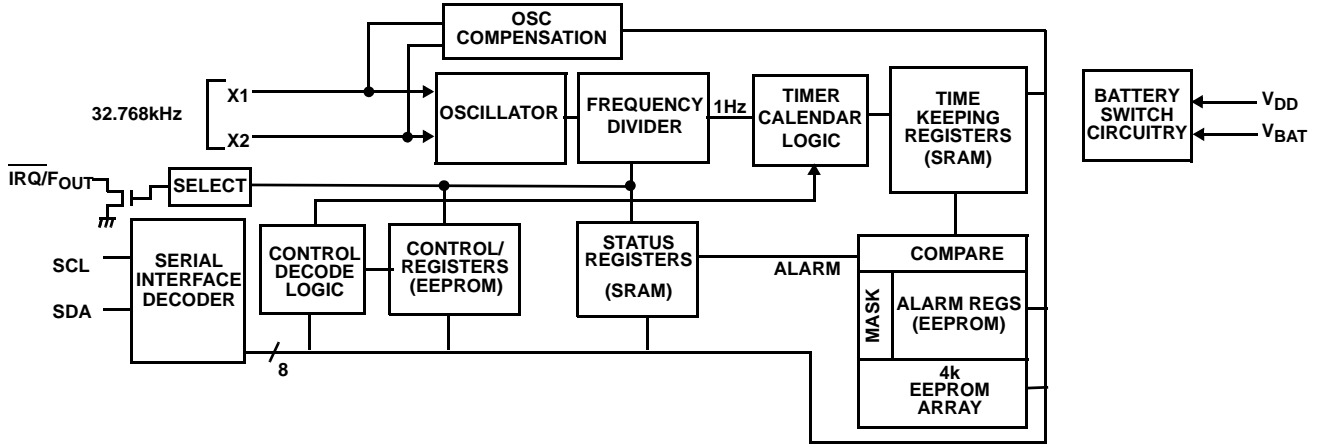 OSC
COMPENSATION
32.768kHz
X1
X2
OSCILLATOR
FREQUENCY
DIVIDER
1Hz
TIMER
CALENDAR
LOGIC
TIME
KEEPING
REGISTERS
(SRAM)
BATTERY
SWITCH
CIRCUITRY
VDD
VBAT
IRQ/FOUT
SELECT
SCL
SDA
SERIAL
INTERFACE
DECODER
CONTROL
DECODE
LOGIC
CONTROL/
REGISTERS
(EEPROM)
STATUS
REGISTERS
(SRAM)
ALARM
COMPARE
MASK
ALARM REGS
(EEPROM)
4k
EEPROM
ARRAY
8